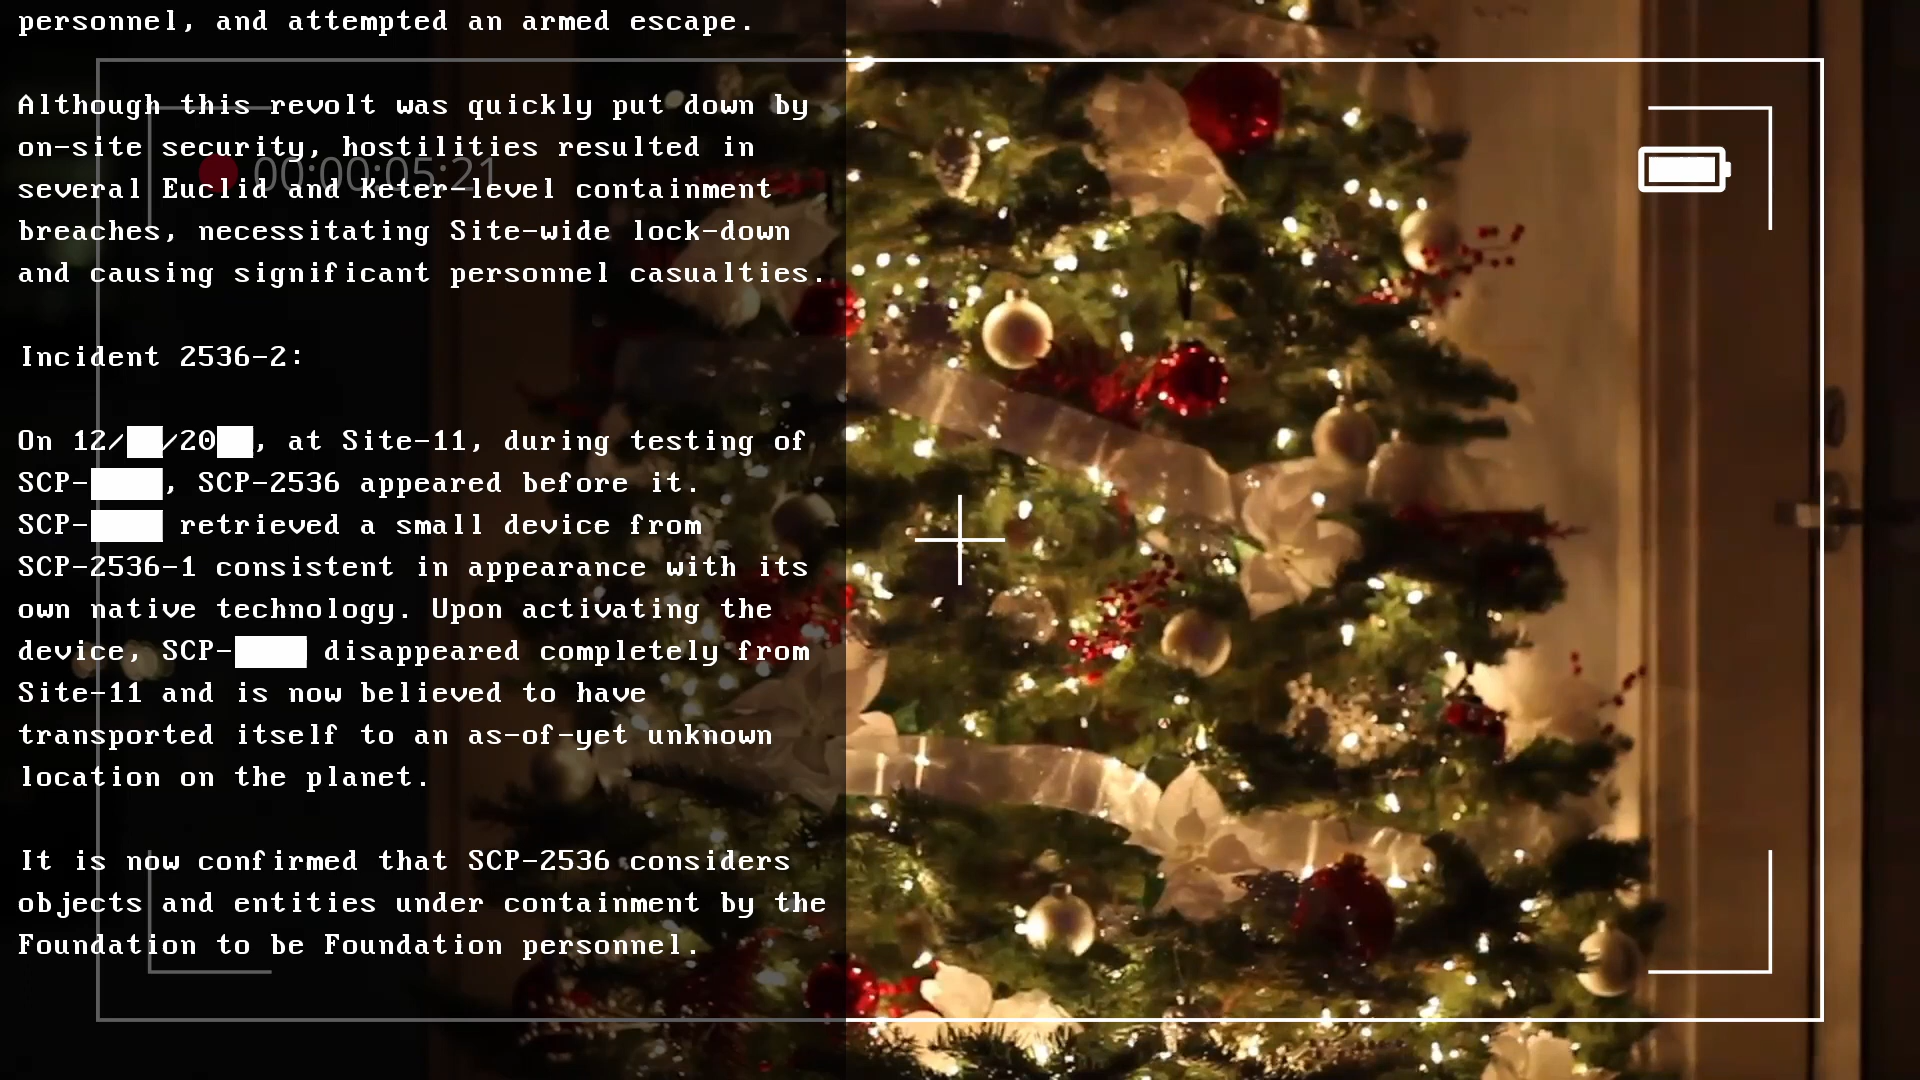 personnel, and attempted an armed escape.
Although this revolt was quickly put down by
on-site security, hostilities resulted in
00:00:05:21
several Euclid and Keter-level containment
breaches, necessitating Site-wide lock-down
and causing significant personnel casualties.
Incident 2536-2:
On 12/██/20██, at Site-11, during testing of
SCP-████, SCP-2536 appeared before it.
SCP-████ retrieved a small device from
SCP-2536-1 consistent in appearance with its
own native technology. Upon activating the
device, SCP-████ disappeared completely from
Site-11 and is now believed to have
transported itself to an as-of-yet unknown
location on the planet.
It is now confirmed that SCP-2536 considers
objects and entities under containment by the
Foundation to be Foundation personnel.